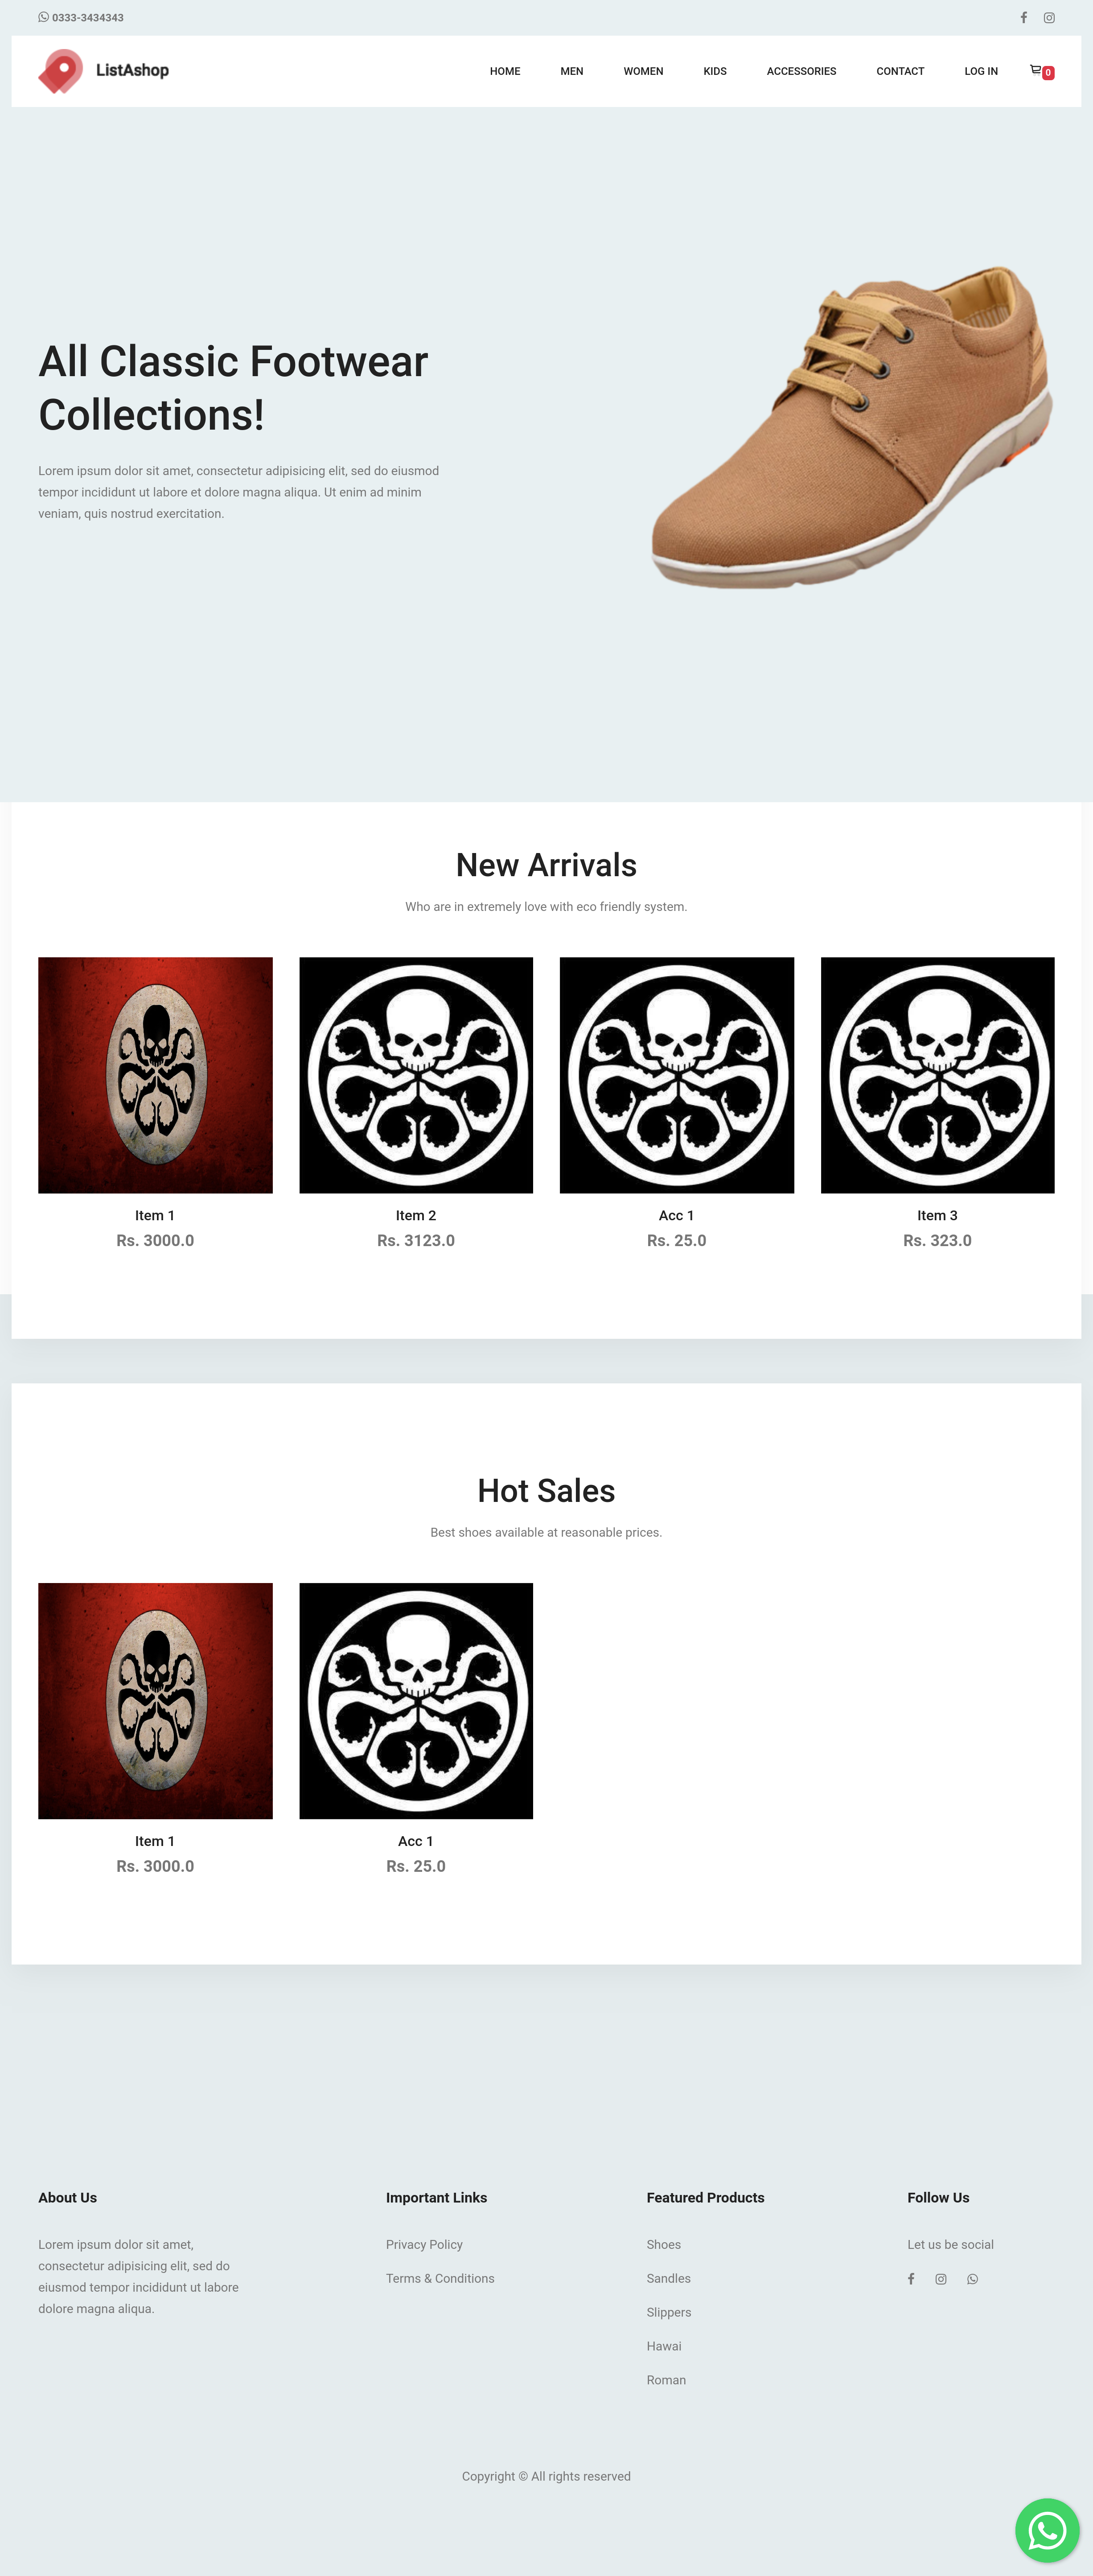 0333-3434343
ListAshop
HOME MEN WOMEN KIDS ACCESSORIES CONTACT LOG IN 0
All Classic Footwear
Collections!
Lorem ipsum dolor sit amet, consectetur adipisicing elit, sed do eiusmod
tempor incididunt ut labore et dolore magna aliqua. Ut enim ad minim
veniam, quis nostrud exercitation.
New Arrivals
Who are in extremely love with eco friendly system.
Item 1
Rs. 3000.0
Item 2
Rs. 3123.0
Acc 1
Rs. 25.0
Item 3
Rs. 323.0
Hot Sales
Best shoes available at reasonable prices.
Item 1
Rs. 3000.0
Acc 1
Rs. 25.0
About Us
Lorem ipsum dolor sit amet,
consectetur adipisicing elit, sed do
eiusmod tempor incididunt ut labore
dolore magna aliqua.
Important Links
Privacy Policy
Terms & Conditions
Featured Products
Shoes
Sandles
Slippers
Hawai
Roman
Follow Us
Let us be social
Copyright © All rights reserved